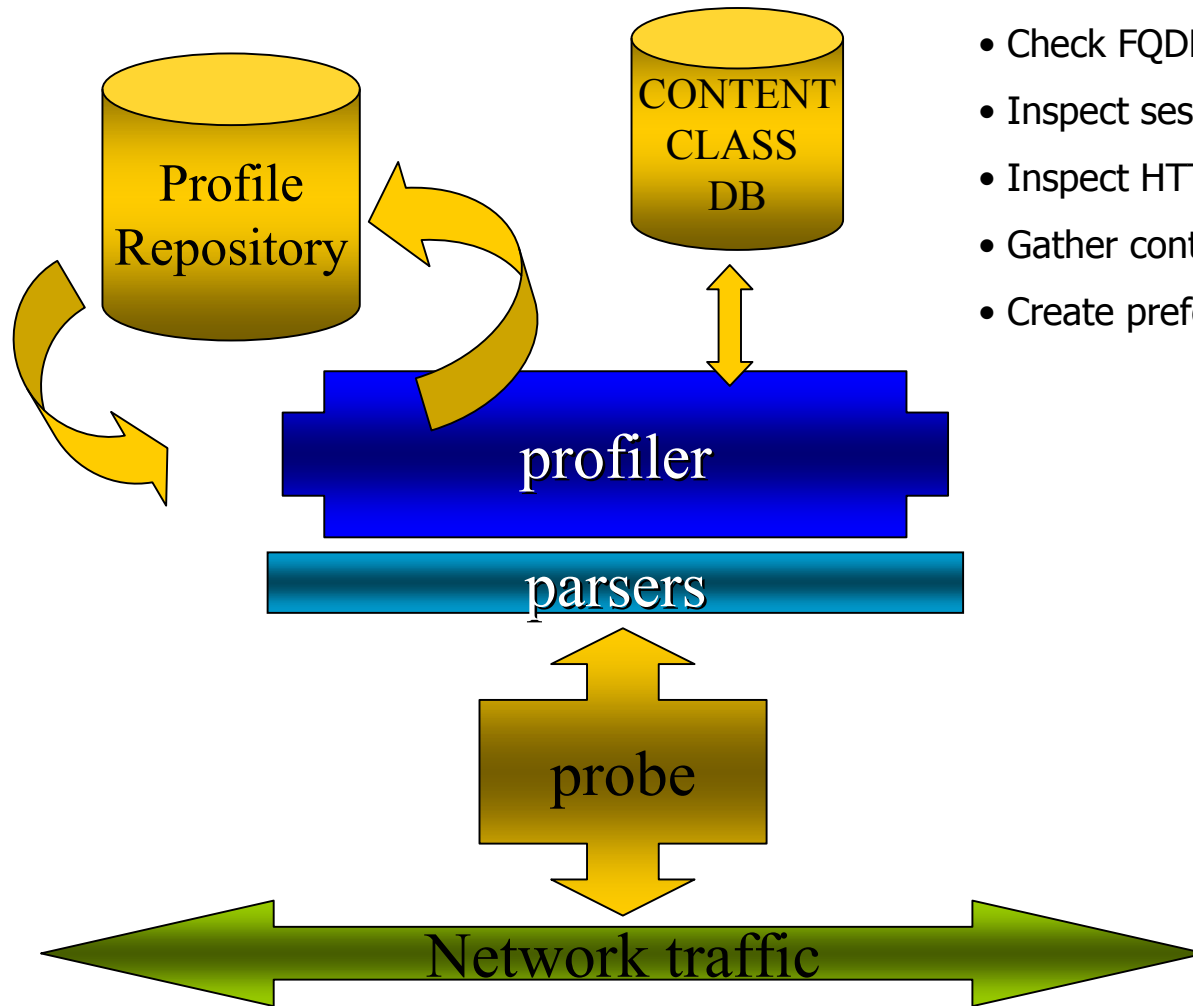 Profile
Repository
CONTENT
CLASS
DB
• Check
• Inspect
• Inspect
• Gather
• Create
profiler
parsers
probe
Network traffic